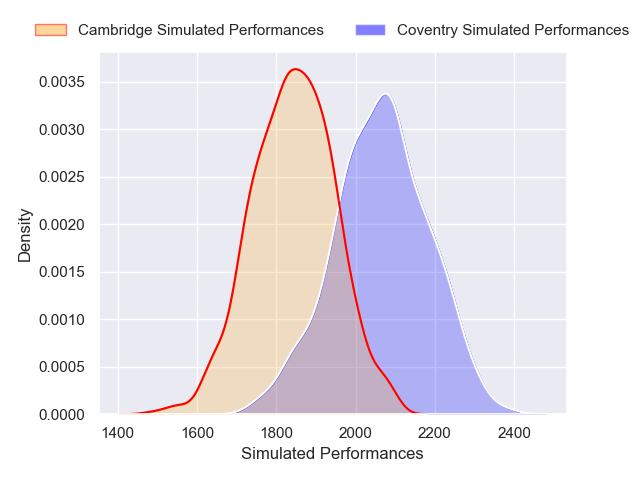 Cambridge Simulated Performances Coventry Simulated Performances
0.0035
0.0030
0.0025
0.0020
0.0015
0.0010
0.0005
0.0000
Density
1400 1600 1800 2000 2200 2400
Simulated Performances